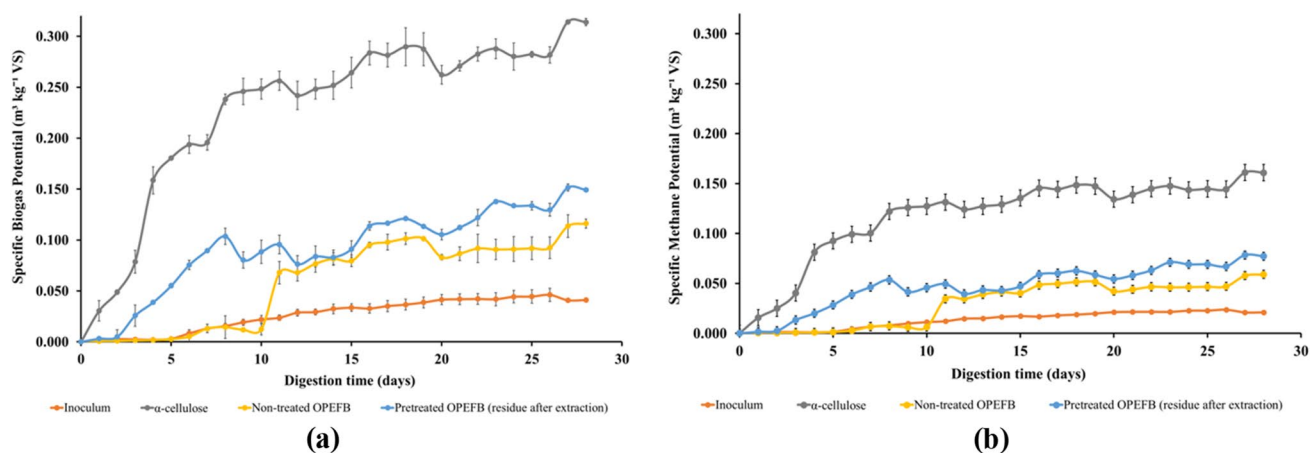 Specific Biogas Potential (m³ kg⁻¹ VS)
0.300
0.250
0.200
0.150
0.100
0.050
0.000
0 5 10 15 20 25 30
Digestion time (days)
Inoculum α-cellulose Non-treated OPEFB Pretreated OPEFB (residue after extraction)
(a)
Specific Methane Potential (m³ kg⁻¹ VS)
0.300
0.250
0.200
0.150
0.100
0.050
0.000
0 5 10 15 20 25 30
Digestion time (days)
Inoculum α-cellulose Non-treated OPEFB Pretreated OPEFB (residue after extraction)
(b)